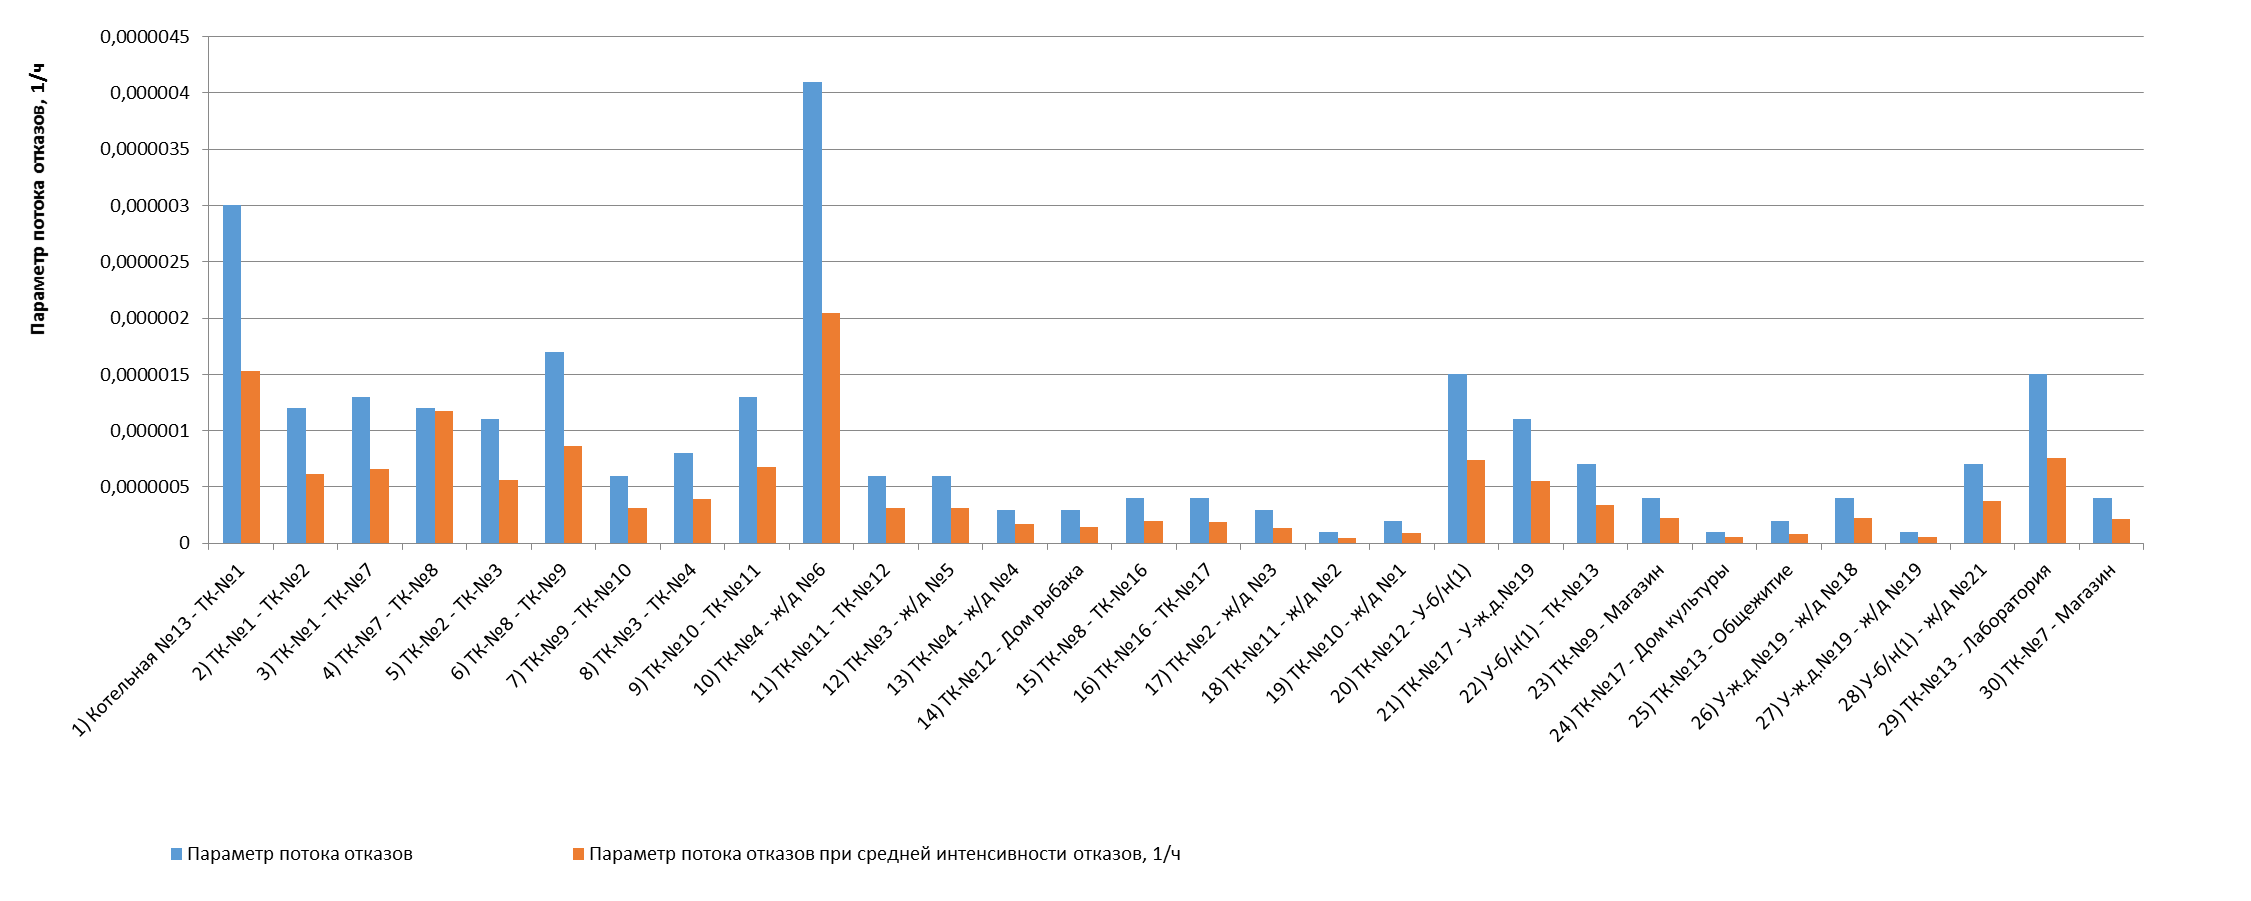 Параметр потока отказов, 1/ч
0,0000045
0,000004
0,0000035
0,000003
0,0000025
0,000002
0,0000015
0,000001
0,0000005
0
1) Котельная №13 - ТК-№1
2) ТК-№1 - ТК-№2
3) ТК-№1 - ТК-№7
4) ТК-№7 - ТК-№8
5) ТК-№2 - ТК-№3
6) ТК-№8 - ТК-№9
7) ТК-№9 - ТК-№10
8) ТК-№3 - ТК-№4
9) ТК-№10 - ТК-№11
10) ТК-№4 - ж/д №6
11) ТК-№11 - ТК-№12
12) ТК-№3 - ж/д №5
13) ТК-№4 - ж/д №4
14) ТК-№12 - Дом рыбака
15) ТК-№8 - ТК-№16
16) ТК-№16 - ТК-№17
17) ТК-№2 - ж/д №3
18) ТК-№11 - ж/д №2
19) ТК-№10 - ж/д №1
20) ТК-№12 - У-б/н(1)
21) ТК-№17 - У-ж.д.№19
22) У-б/н(1) - ТК-№13
23) ТК-№9 - Магазин
24) ТК-№17 - Дом культуры
25) ТК-№13 - Общежитие
26) У-ж.д.№19 - ж/д №18
27) У-ж.д.№19 - ж/д №19
28) У-б/н(1) - ж/д №21
29) ТК-№13 - Лаборатория
30) ТК-№7 - Магазин
Параметр потока отказов
Параметр потока отказов при средней интенсивности отказов, 1/ч